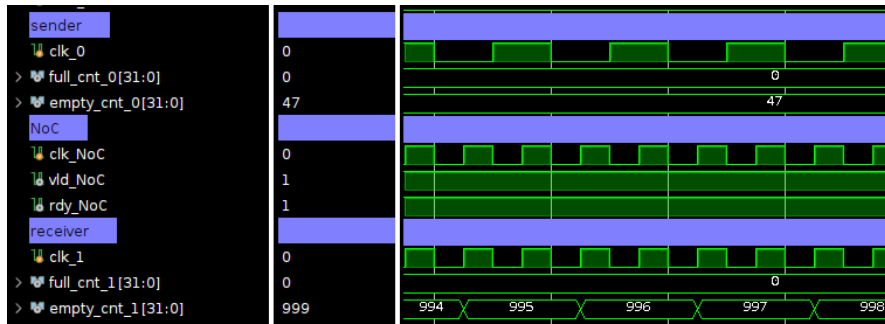 sender
clk_0 0
> full_cnt_0[31:0] 0 0
> empty_cnt_0[31:0] 47 47
NoC
clk_NoC 0
vld_NoC 1
rdy_NoC 1
receiver
clk_1 0
> full_cnt_1[31:0] 0 0
> empty_cnt_1[31:0] 999 994 995 996 997 998